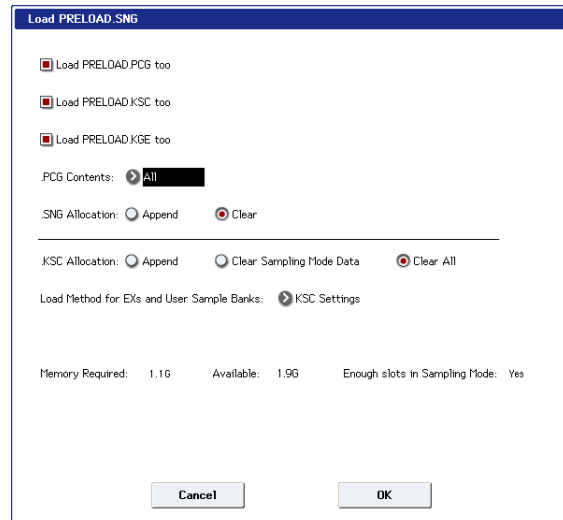 Load PRELOAD.SNG
Load PRELOAD.PCG too
Load PRELOAD.KSC too
Load PRELOAD.KGE too
.PCG Contents: All
.SNG Allocation: Append Clear
.KSC Allocation: Append Clear Sampling Mode Data Clear All
Load Method for EXs and User Sample Banks: KSC Settings
Memory Required: 1.1G Available: 1.9G Enough slots in Sampling Mode: Yes
Cancel OK